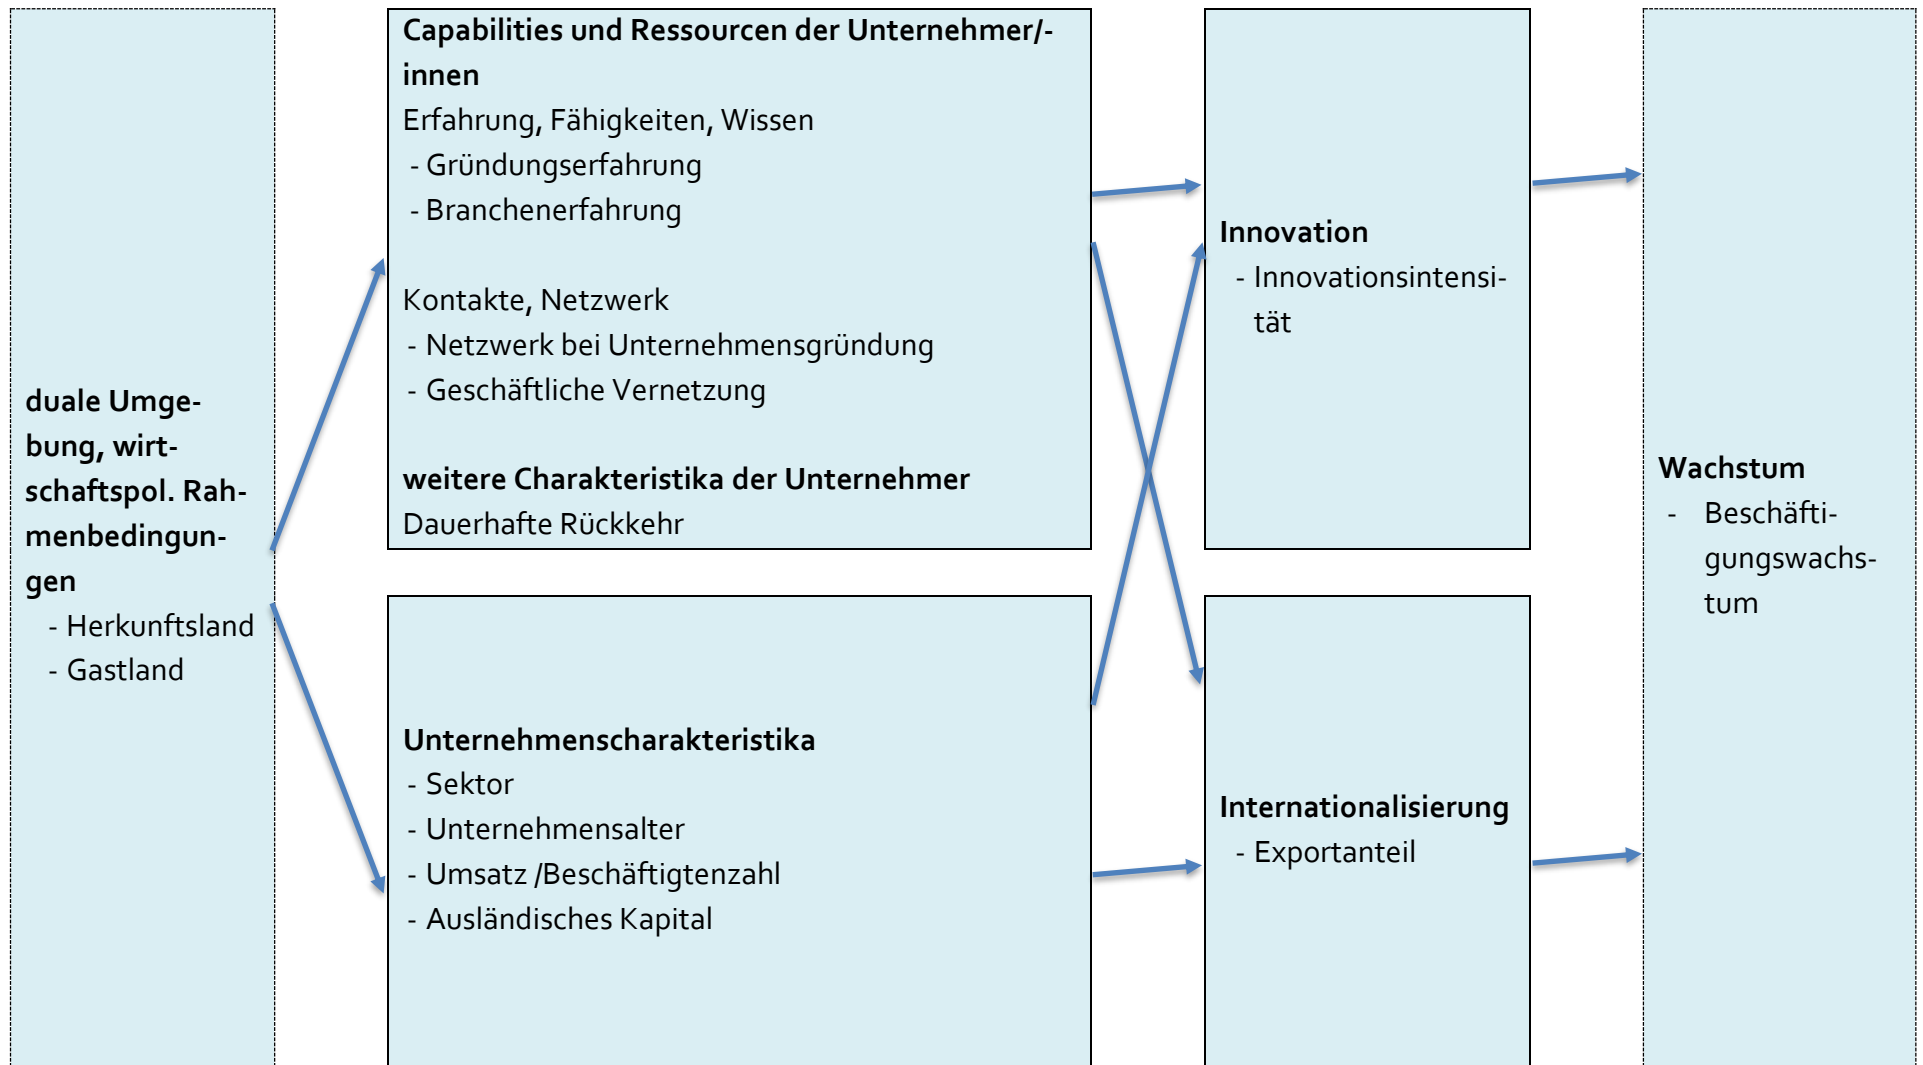 duale Umge-
bung, wirt-
schaftspol. Rah-
menbedingun-
gen
- Herkunftsland
- Gastland
Capabilities und Ressourcen der Unternehmer/-
innen
Erfahrung, Fähigkeiten, Wissen
- Gründungserfahrung
- Branchenerfahrung
Kontakte, Netzwerk
- Netzwerk bei Unternehmensgründung
- Geschäftliche Vernetzung
weitere Charakteristika der Unternehmer
Dauerhafte Rückkehr
Unternehmenscharakteristika
- Sektor
- Unternehmensalter
- Umsatz /Beschäftigtenzahl
- Ausländisches Kapital
Innovation
- Innovationsintensi-
tät
Internationalisierung
- Exportanteil
Wachstum
- Beschäfti-
gungswachs-
tum